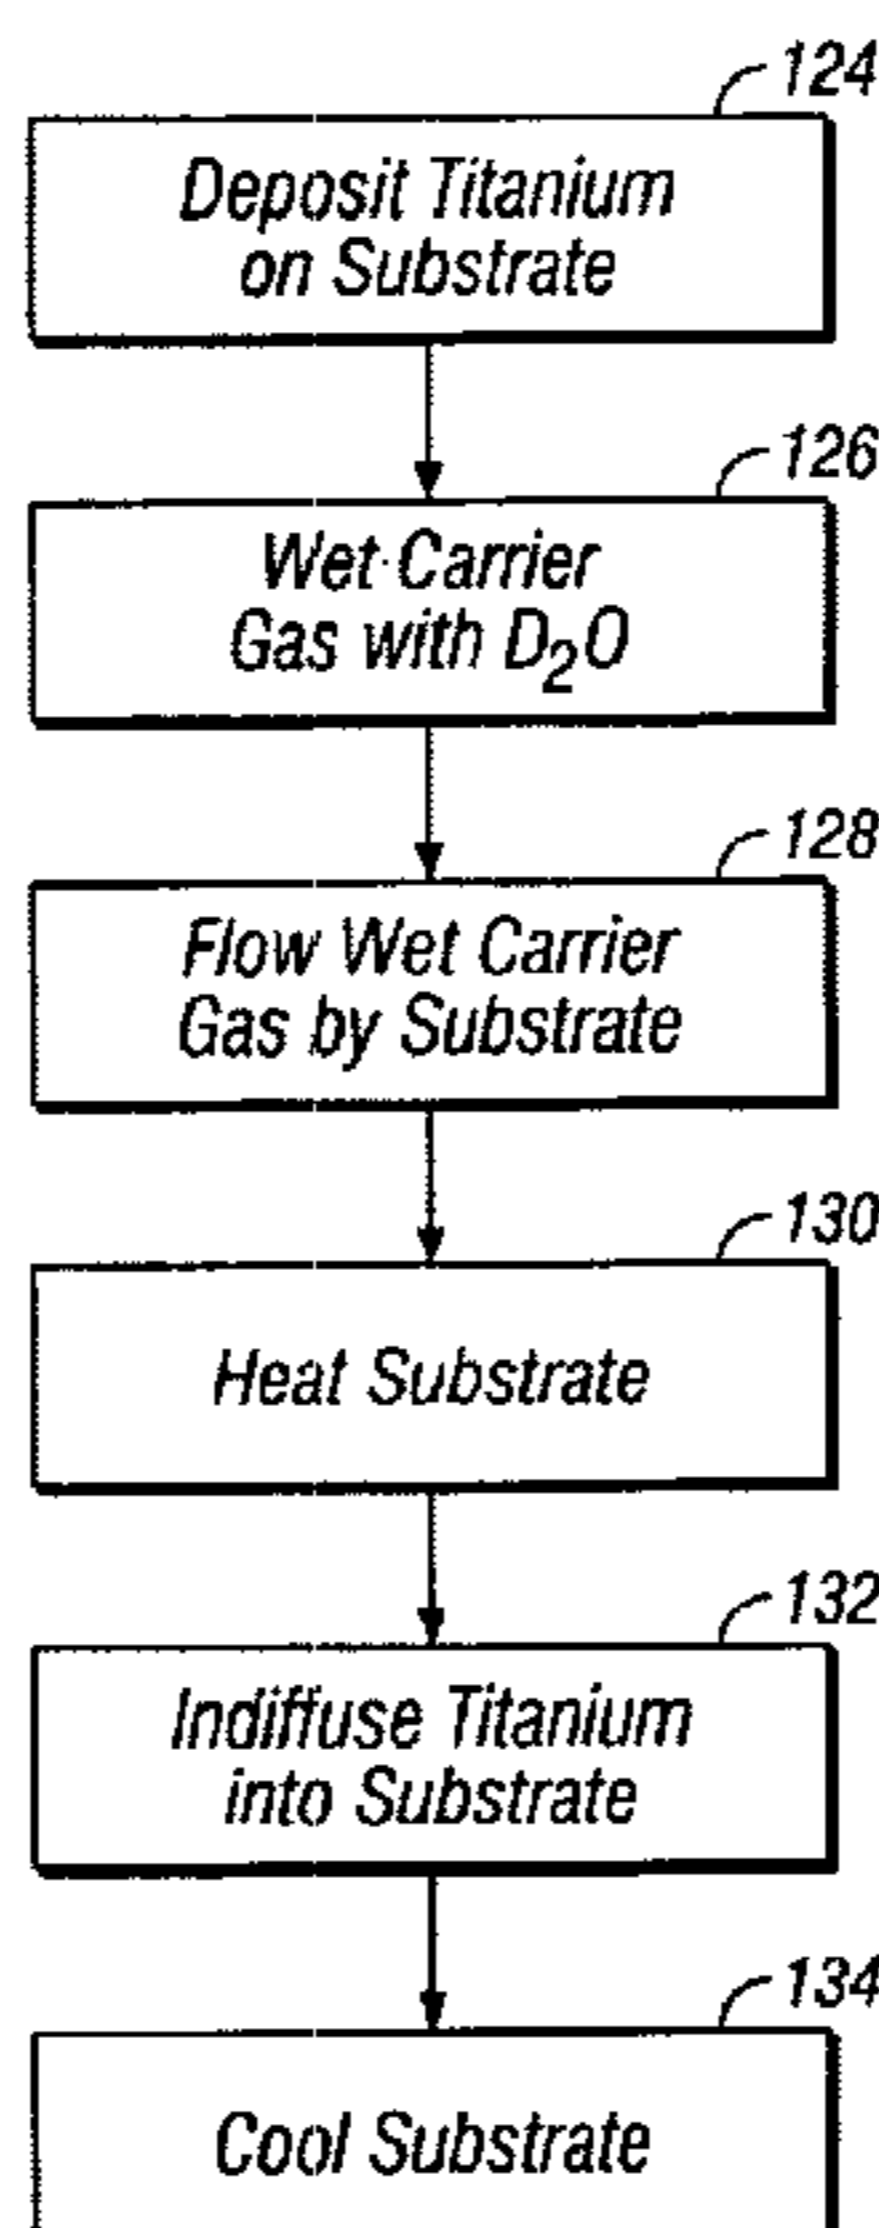 124
Deposit Titanium
on Substrate
126
Wet Carrier
Gas with D₂O
128
Flow Wet Carrier
Gas by Substrate
130
Heat Substrate
132
Indiffuse Titanium
into Substrate
134
Cool Substrate